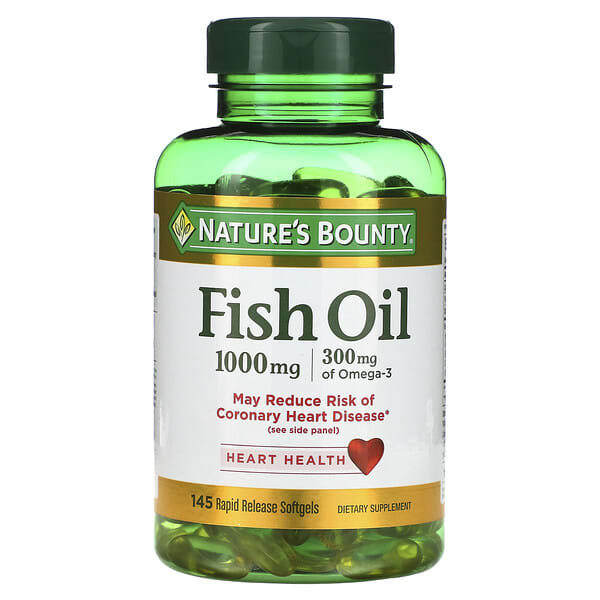 NATURE'S BOUNTY®
Fish Oil
1000mg
300mg
of Omega-3
May Reduce Risk of
Coronary Heart Disease*
(see side panel)
HEART HEALTH
145 Rapid Release Softgels
DIETARY SUPPLEMENT